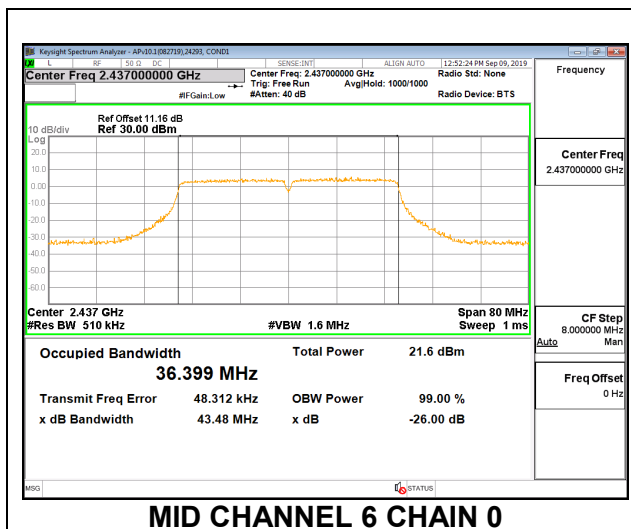 Keysight Spectrum Analyzer - APv10.1(082719),24293, COND1
L RF 50 Ω DC SENSE:INT ALIGN AUTO 12:52:24 PM Sep 09, 2019
Center Freq 2.437000000 GHz
Center Freq: 2.437000000 GHz Radio Std: None
Trig: Free Run Avg|Hold: 1000/1000
#IFGain:Low #Atten: 40 dB Radio Device: BTS
Frequency
Ref Offset 11.16 dB
10 dB/div Ref 30.00 dBm
Log
20.0
10.0
0.00
-10.0
-20.0
-30.0
-40.0
-50.0
-60.0
Center 2.437 GHz Span 80 MHz
#Res BW 510 kHz #VBW 1.6 MHz Sweep 1 ms
Center Freq
2.437000000 GHz
CF Step
8.000000 MHz
Auto Man
Freq Offset
0 Hz
Occupied Bandwidth Total Power 21.6 dBm
36.399 MHz
Transmit Freq Error 48.312 kHz OBW Power 99.00 %
x dB Bandwidth 43.48 MHz x dB -26.00 dB
MSG STATUS
MID CHANNEL 6 CHAIN 0